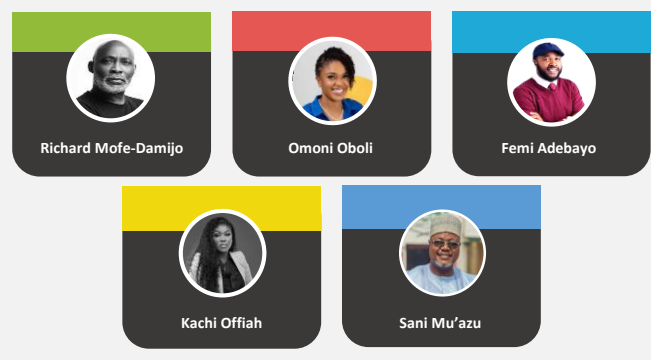 Richard Mofe-Damijo
Omoni Oboli
Femi Adebayo
Kachi Offiah
Sani Mu’azu